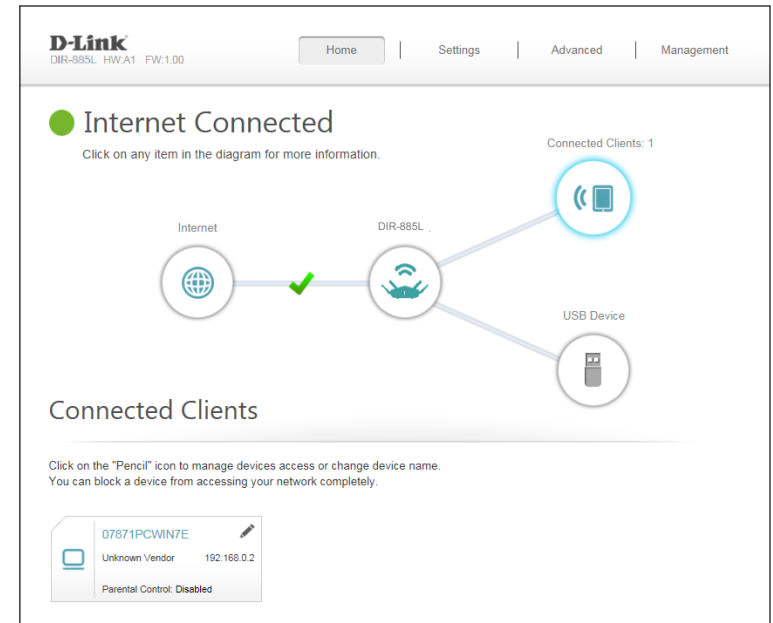 D-Link
DIR-885L HW:A1 FW:1.00
Home
Settings
Advanced
Management
Internet Connected
Click on any item in the diagram for more information.
Connected Clients: 1
Internet
DIR-885L .
USB Device
Connected Clients
Click on the "Pencil" icon to manage devices access or change device name.
You can block a device from accessing your network completely.
07871PCWIN7E
Unknown Vendor 192.168.0.2
Parental Control: Disabled